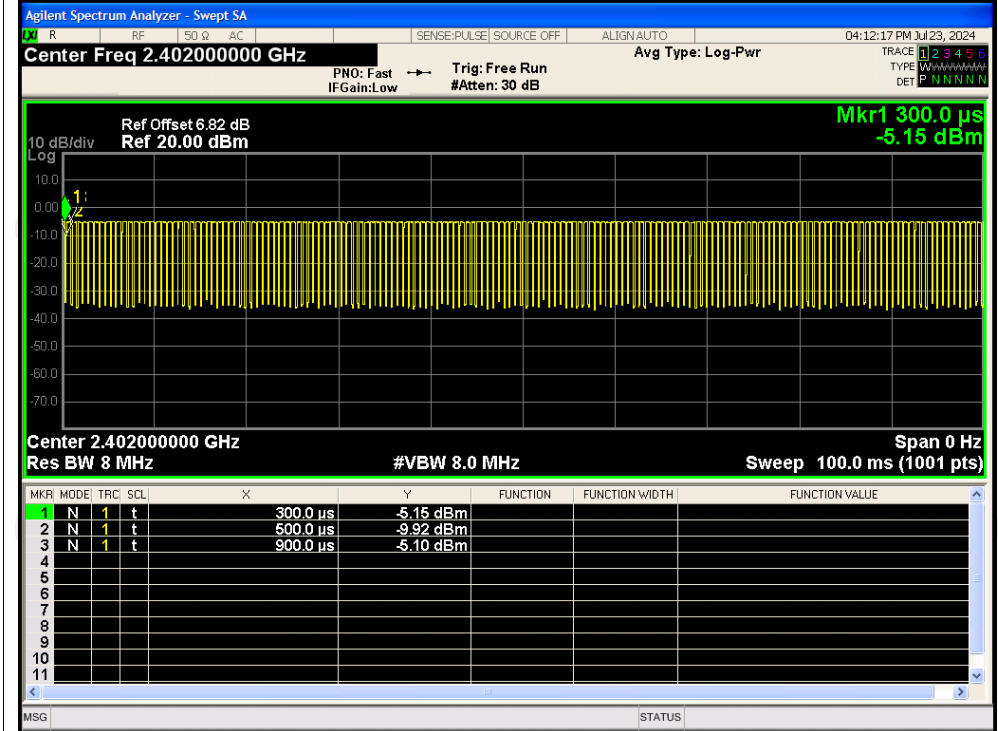 Agilent Spectrum Analyzer - Swept SA
LXI R RF 50 Ω AC SENSE:PULSE SOURCE OFF ALIGN AUTO 04:12:17 PM Jul 23, 2024
Center Freq 2.402000000 GHz Avg Type: Log-Pwr TRACE 1 2 3 4 5 6
PNO: Fast Trig: Free Run TYPE WWWWWW
IFGain:Low #Atten: 30 dB DET P N N N N N
Mkr1 300.0 µs
Ref Offset 6.82 dB
10 dB/div Ref 20.00 dBm -5.15 dBm
Log
10.0
1
0.00
2
-10.0
-20.0
-30.0
-40.0
-50.0
-60.0
-70.0
Center 2.402000000 GHz Span 0 Hz
Res BW 8 MHz #VBW 8.0 MHz Sweep 100.0 ms (1001 pts)
MKR MODE TRC SCL X Y FUNCTION FUNCTION WIDTH FUNCTION VALUE
1 N 1 t 300.0 µs -5.15 dBm
2 N 1 t 500.0 µs -9.92 dBm
3 N 1 t 900.0 µs -5.10 dBm
4
5
6
7
8
9
10
11
MSG STATUS